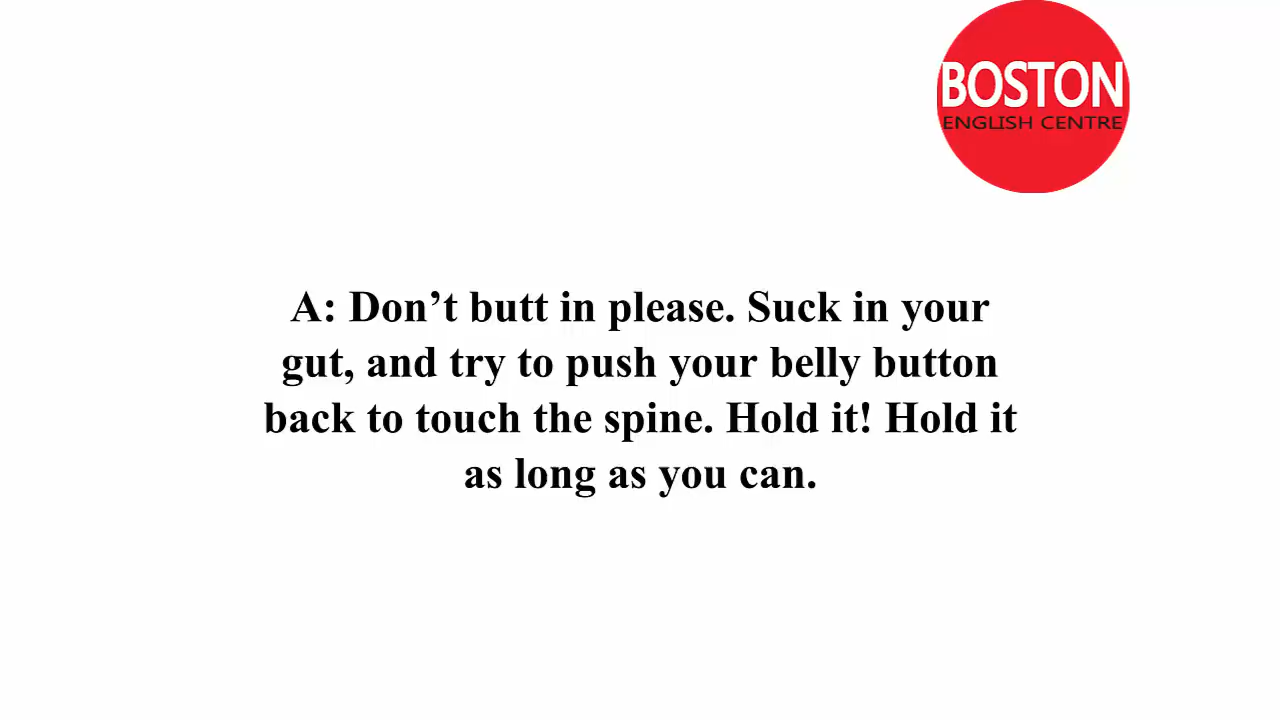 BOSTON
ENGLISH CENTRE
A: Don’t butt in please. Suck in your
gut, and try to push your belly button
back to touch the spine. Hold it! Hold it
as long as you can.